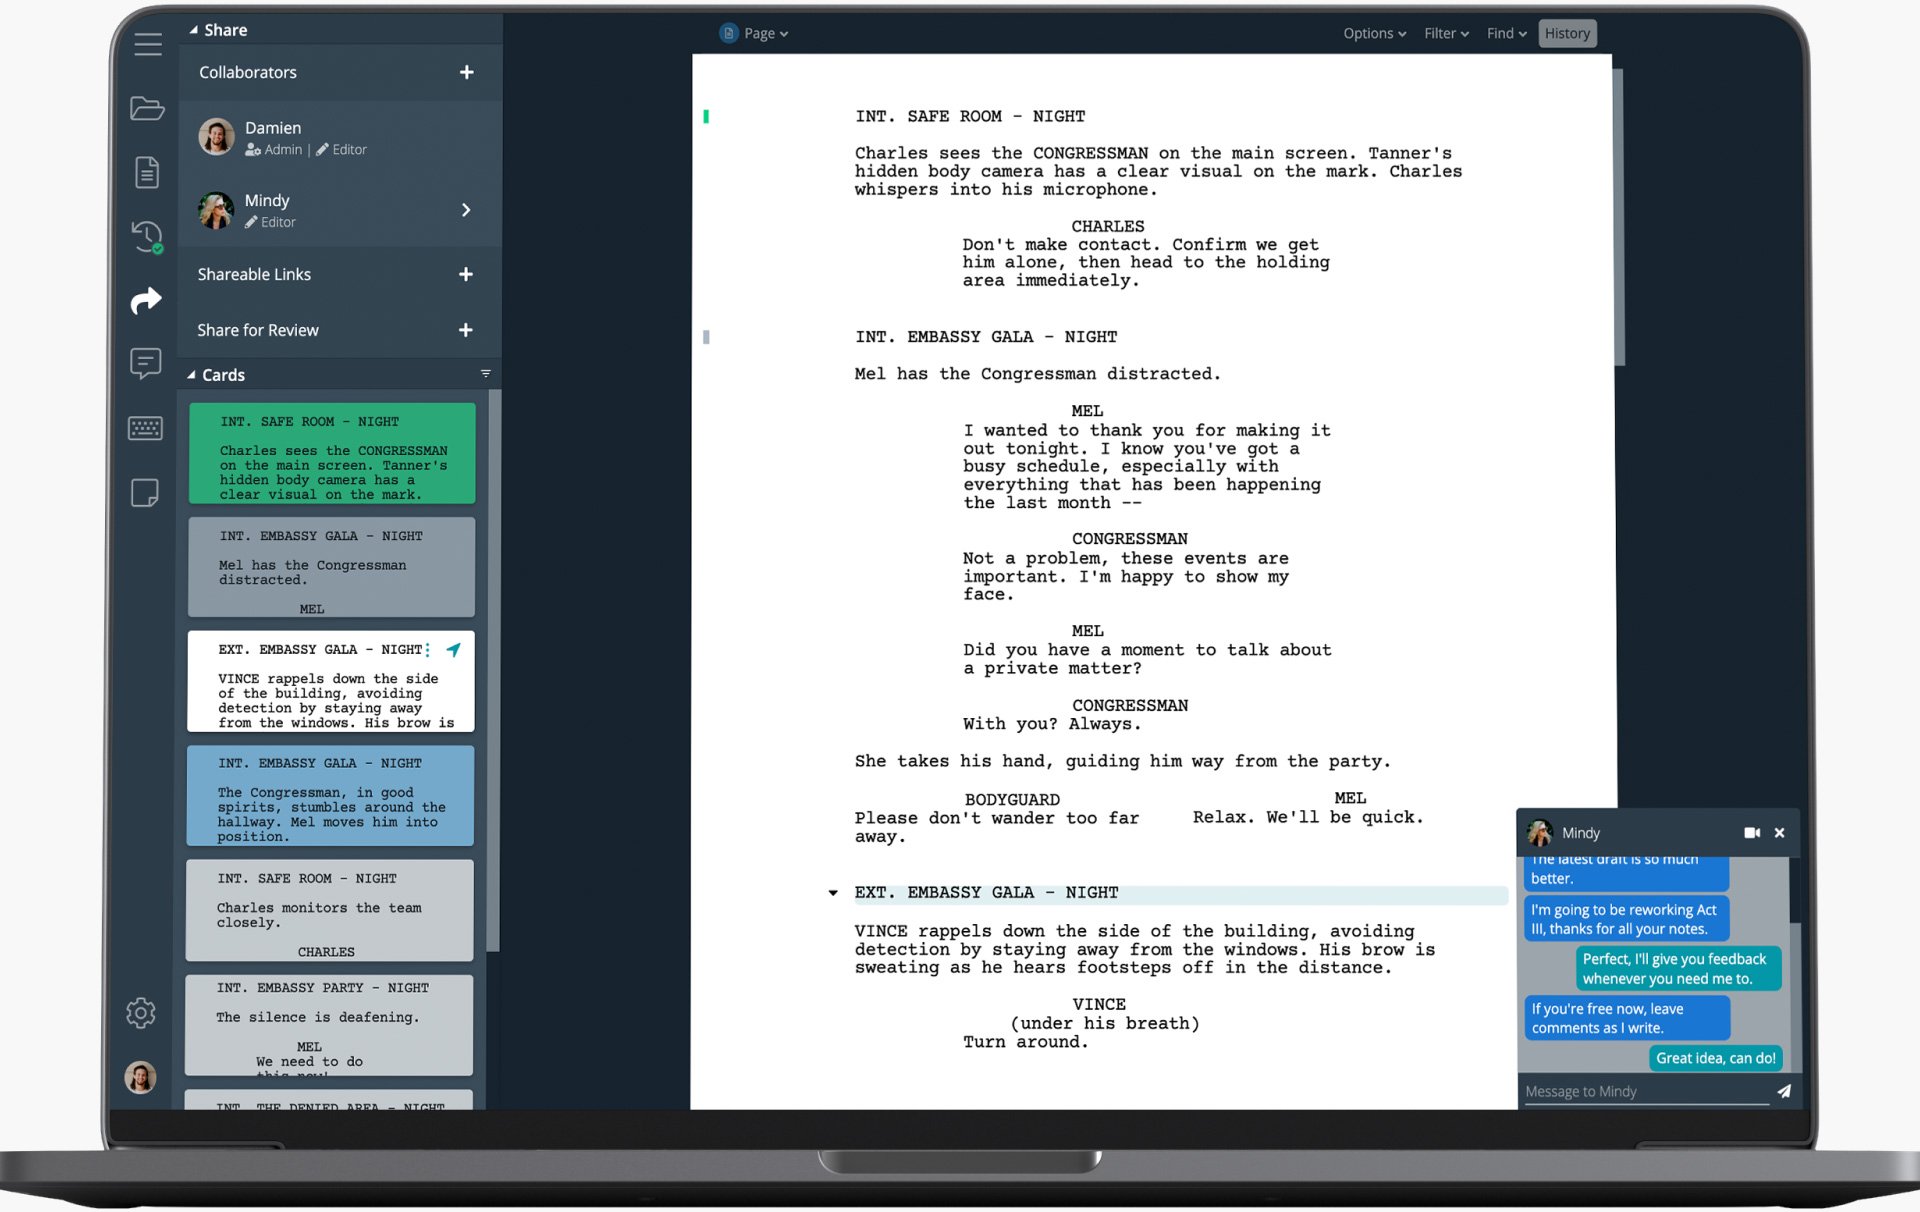 Share
Collaborators
Damien
Admin | Editor
Mindy
Editor
Shareable Links
Share for Review
Cards
INT. SAFE ROOM - NIGHT
Charles sees the CONGRESSMAN
on the main screen. Tanner's
hidden body camera has a
clear visual on the mark.
INT. EMBASSY GALA - NIGHT
Mel has the Congressman
distracted.
MEL
EXT. EMBASSY GALA - NIGHT
VINCE rappels down the side
of the building, avoiding
detection by staying away
from the windows. His brow is
INT. EMBASSY GALA - NIGHT
The Congressman, in good
spirits, stumbles around the
hallway. Mel moves him into
position.
INT. SAFE ROOM - NIGHT
Charles monitors the team
closely.
CHARLES
INT. EMBASSY PARTY - NIGHT
The silence is deafening.
MEL
We need to do
this now!
INT. THE DENIED AREA - NIGHT
Page
Options Filter Find History
INT. SAFE ROOM - NIGHT
Charles sees the CONGRESSMAN on the main screen. Tanner's
hidden body camera has a clear visual on the mark. Charles
whispers into his microphone.
CHARLES
Don't make contact. Confirm we get
him alone, then head to the holding
area immediately.
INT. EMBASSY GALA - NIGHT
Mel has the Congressman distracted.
MEL
I wanted to thank you for making it
out tonight. I know you've got a
busy schedule, especially with
everything that has been happening
the last month --
CONGRESSMAN
Not a problem, these events are
important. I'm happy to show my
face.
MEL
Did you have a moment to talk about
a private matter?
CONGRESSMAN
With you? Always.
She takes his hand, guiding him way from the party.
BODYGUARD
Please don't wander too far
away.
MEL
Relax. We'll be quick.
EXT. EMBASSY GALA - NIGHT
VINCE rappels down the side of the building, avoiding
detection by staying away from the windows. His brow is
sweating as he hears footsteps off in the distance.
VINCE
(under his breath)
Turn around.
Mindy
The latest draft is so much
better.
I'm going to be reworking Act
III, thanks for all your notes.
Perfect, I'll give you feedback
whenever you need me to.
If you're free now, leave
comments as I write.
Great idea, can do!
Message to Mindy